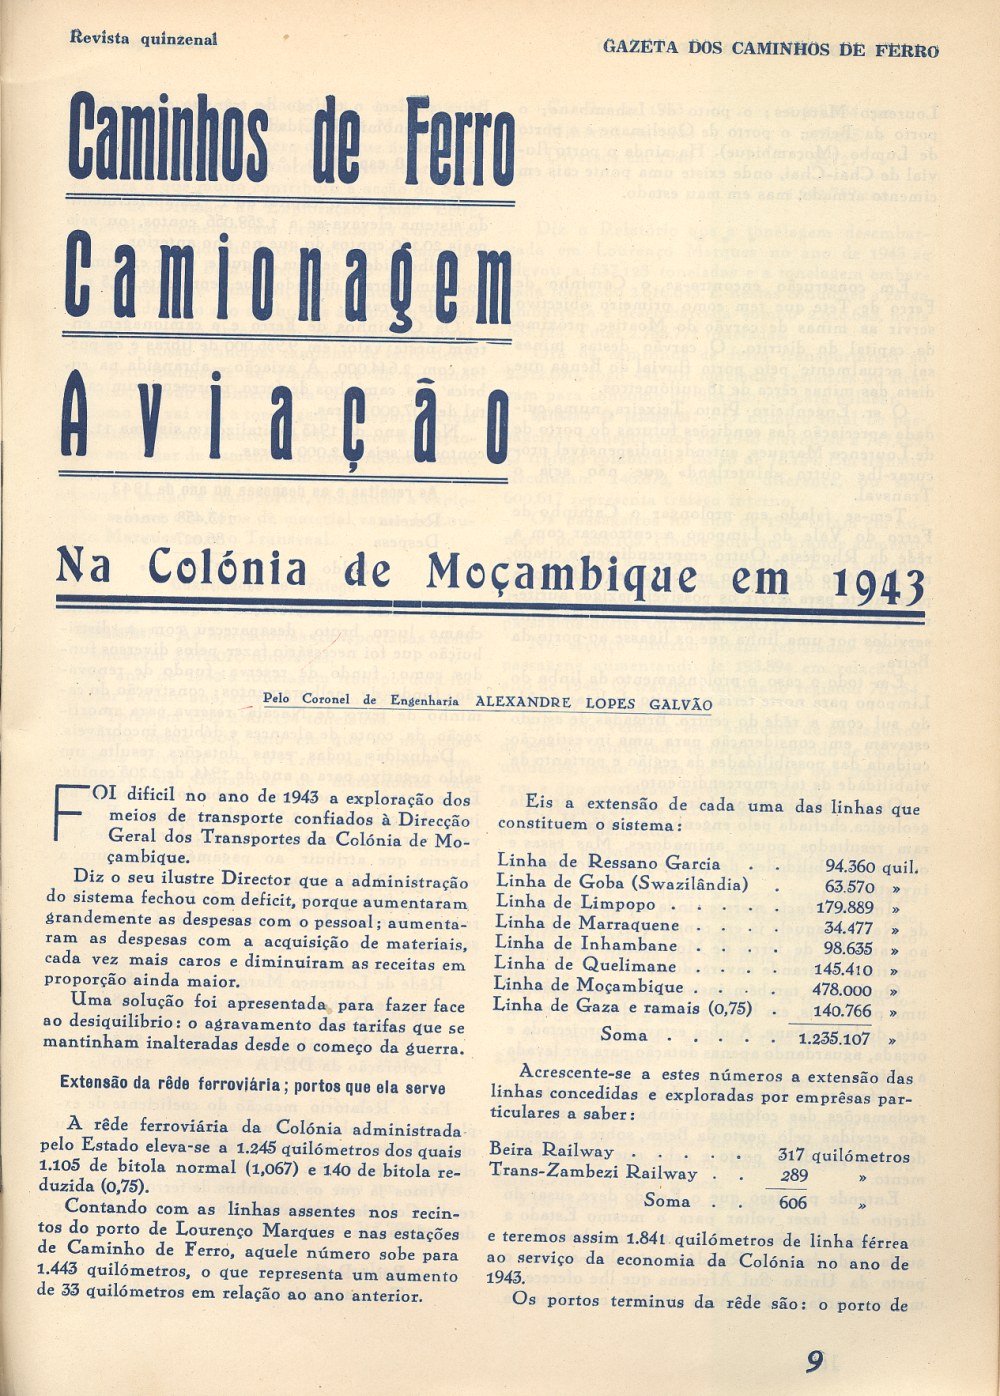 Revista quinzenal
GAZETA DOS CAMINHOS DE FERRO
Caminhos de Ferro
Camionagem
Aviação
Na Colónia de Moçambique em 1943
Pelo Coronel de Engenharia ALEXANDRE LOPES GALVÃO
FOI dificil no ano de 1943 a exploração dos
meios de transporte confiados à Direcção
Geral dos Transportes da Colónia de Mo-
çambique.
Diz o seu ilustre Director que a administração
do sistema fechou com deficit, porque aumentaram
grandemente as despesas com o pessoal; aumenta-
ram as despesas com a acquisição de materiais,
cada vez mais caros e diminuiram as receitas em
proporção ainda maior.
Uma solução foi apresentada para fazer face
ao desiquilibrio: o agravamento das tarifas que se
mantinham inalteradas desde o começo da guerra.
Extensão da rêde ferroviária; portos que ela serve
A rêde ferroviária da Colónia administrada
pelo Estado eleva-se a 1.245 quilómetros dos quais
1.105 de bitola normal (1,067) e 140 de bitola re-
duzida (0,75).
Contando com as linhas assentes nos recin-
tos do porto de Lourenço Marques e nas estações
de Caminho de Ferro, aquele número sobe para
1.443 quilómetros, o que representa um aumento
de 33 quilómetros em relação ao ano anterior.
Eis a extensão de cada uma das linhas que
constituem o sistema:
Linha de Ressano Garcia . . 94.360 quil.
Linha de Goba (Swazilândia) . 63.570 »
Linha de Limpopo . . . . . 179.889 »
Linha de Marraquene . . . . 34.477 »
Linha de Inhambane . . . . 98.635 »
Linha de Quelimane . . . . 145.410 »
Linha de Moçambique . . . 478.000 »
Linha de Gaza e ramais (0,75) . 140.766 »
Soma . . . . . 1.235.107 »
Acrescente-se a estes números a extensão das
linhas concedidas e exploradas por emprêsas par-
ticulares a saber:
Beira Railway . . . . . 317 quilómetros
Trans-Zambezi Railway . . 289 »
Soma . . 606 »
e teremos assim 1.841 quilómetros de linha férrea
ao serviço da economia da Colónia no ano de
1943.
Os portos terminus da rêde são: o porto de
9